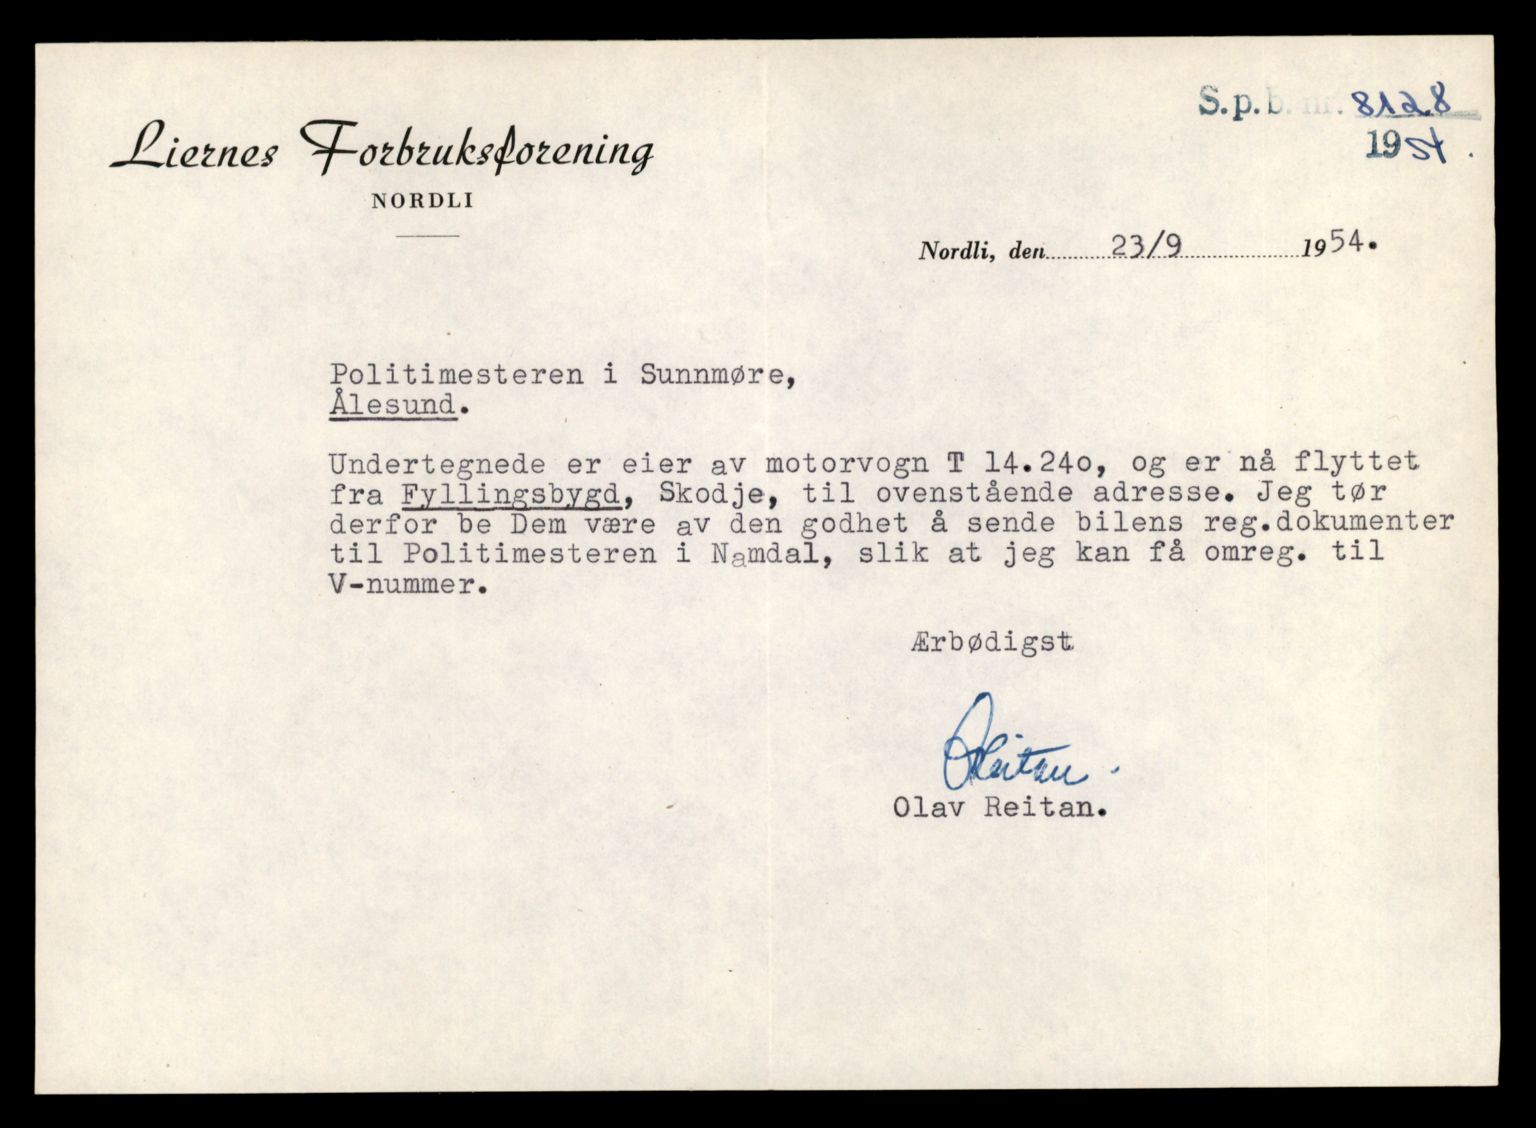 S.p.b. nr. 8128
1954.
Liernes Forbruksforening
NORDLI
Nordli, den 23/9 1954.
Politimesteren i Sunnmøre,
Ålesund.
Undertegnede er eier av motorvogn T 14.24o, og er nå flyttet
fra Fyllingsbygd, Skodje, til ovenstående adresse. Jeg tør
derfor be Dem være av den godhet å sende bilens reg.dokumenter
til Politimesteren i Namdal, slik at jeg kan få omreg. til
V-nummer.
Ærbødigst
OReitan.
Olav Reitan.